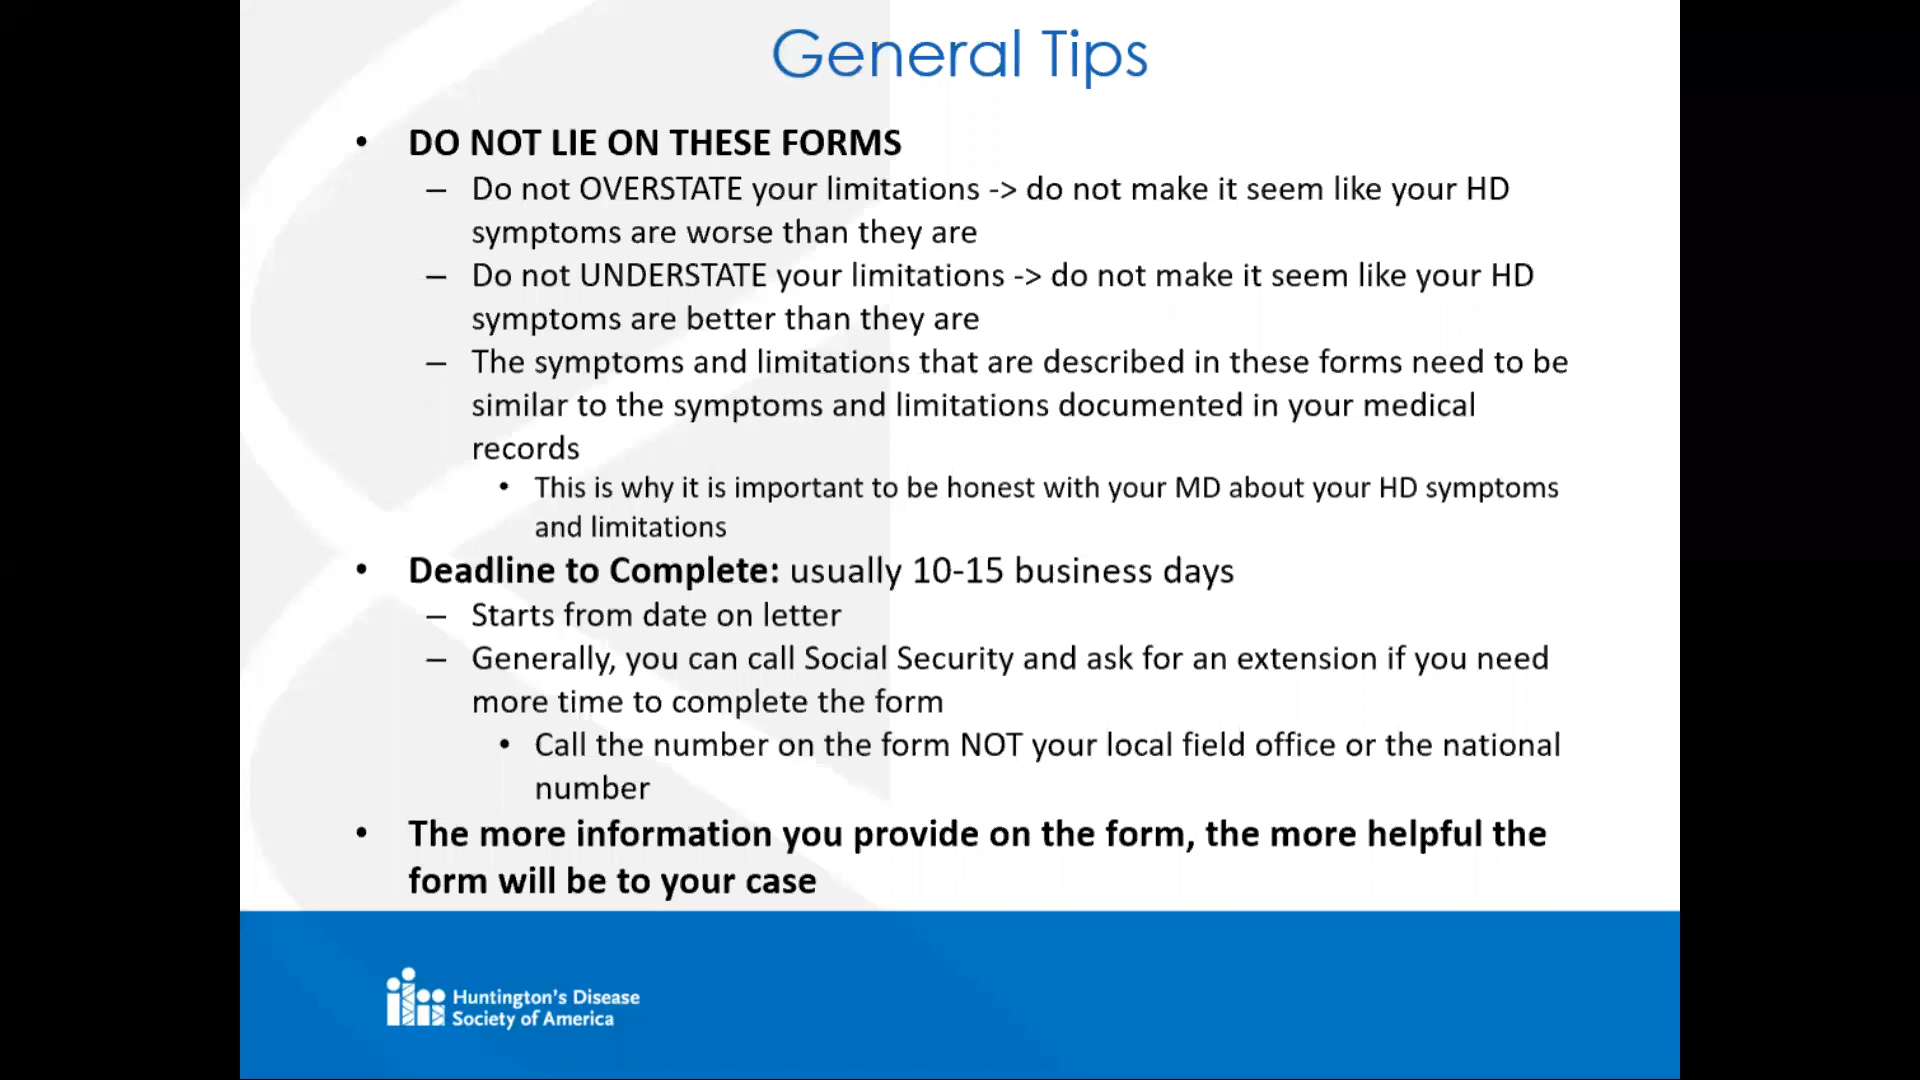 General Tips
• DO NOT LIE ON THESE FORMS
– Do not OVERSTATE your limitations -> do not make it seem like your HD
symptoms are worse than they are
– Do not UNDERSTATE your limitations -> do not make it seem like your HD
symptoms are better than they are
– The symptoms and limitations that are described in these forms need to be
similar to the symptoms and limitations documented in your medical
records
• This is why it is important to be honest with your MD about your HD symptoms
and limitations
• Deadline to Complete: usually 10-15 business days
– Starts from date on letter
– Generally, you can call Social Security and ask for an extension if you need
more time to complete the form
• Call the number on the form NOT your local field office or the national
number
• The more information you provide on the form, the more helpful the
form will be to your case
Huntington's Disease
Society of America